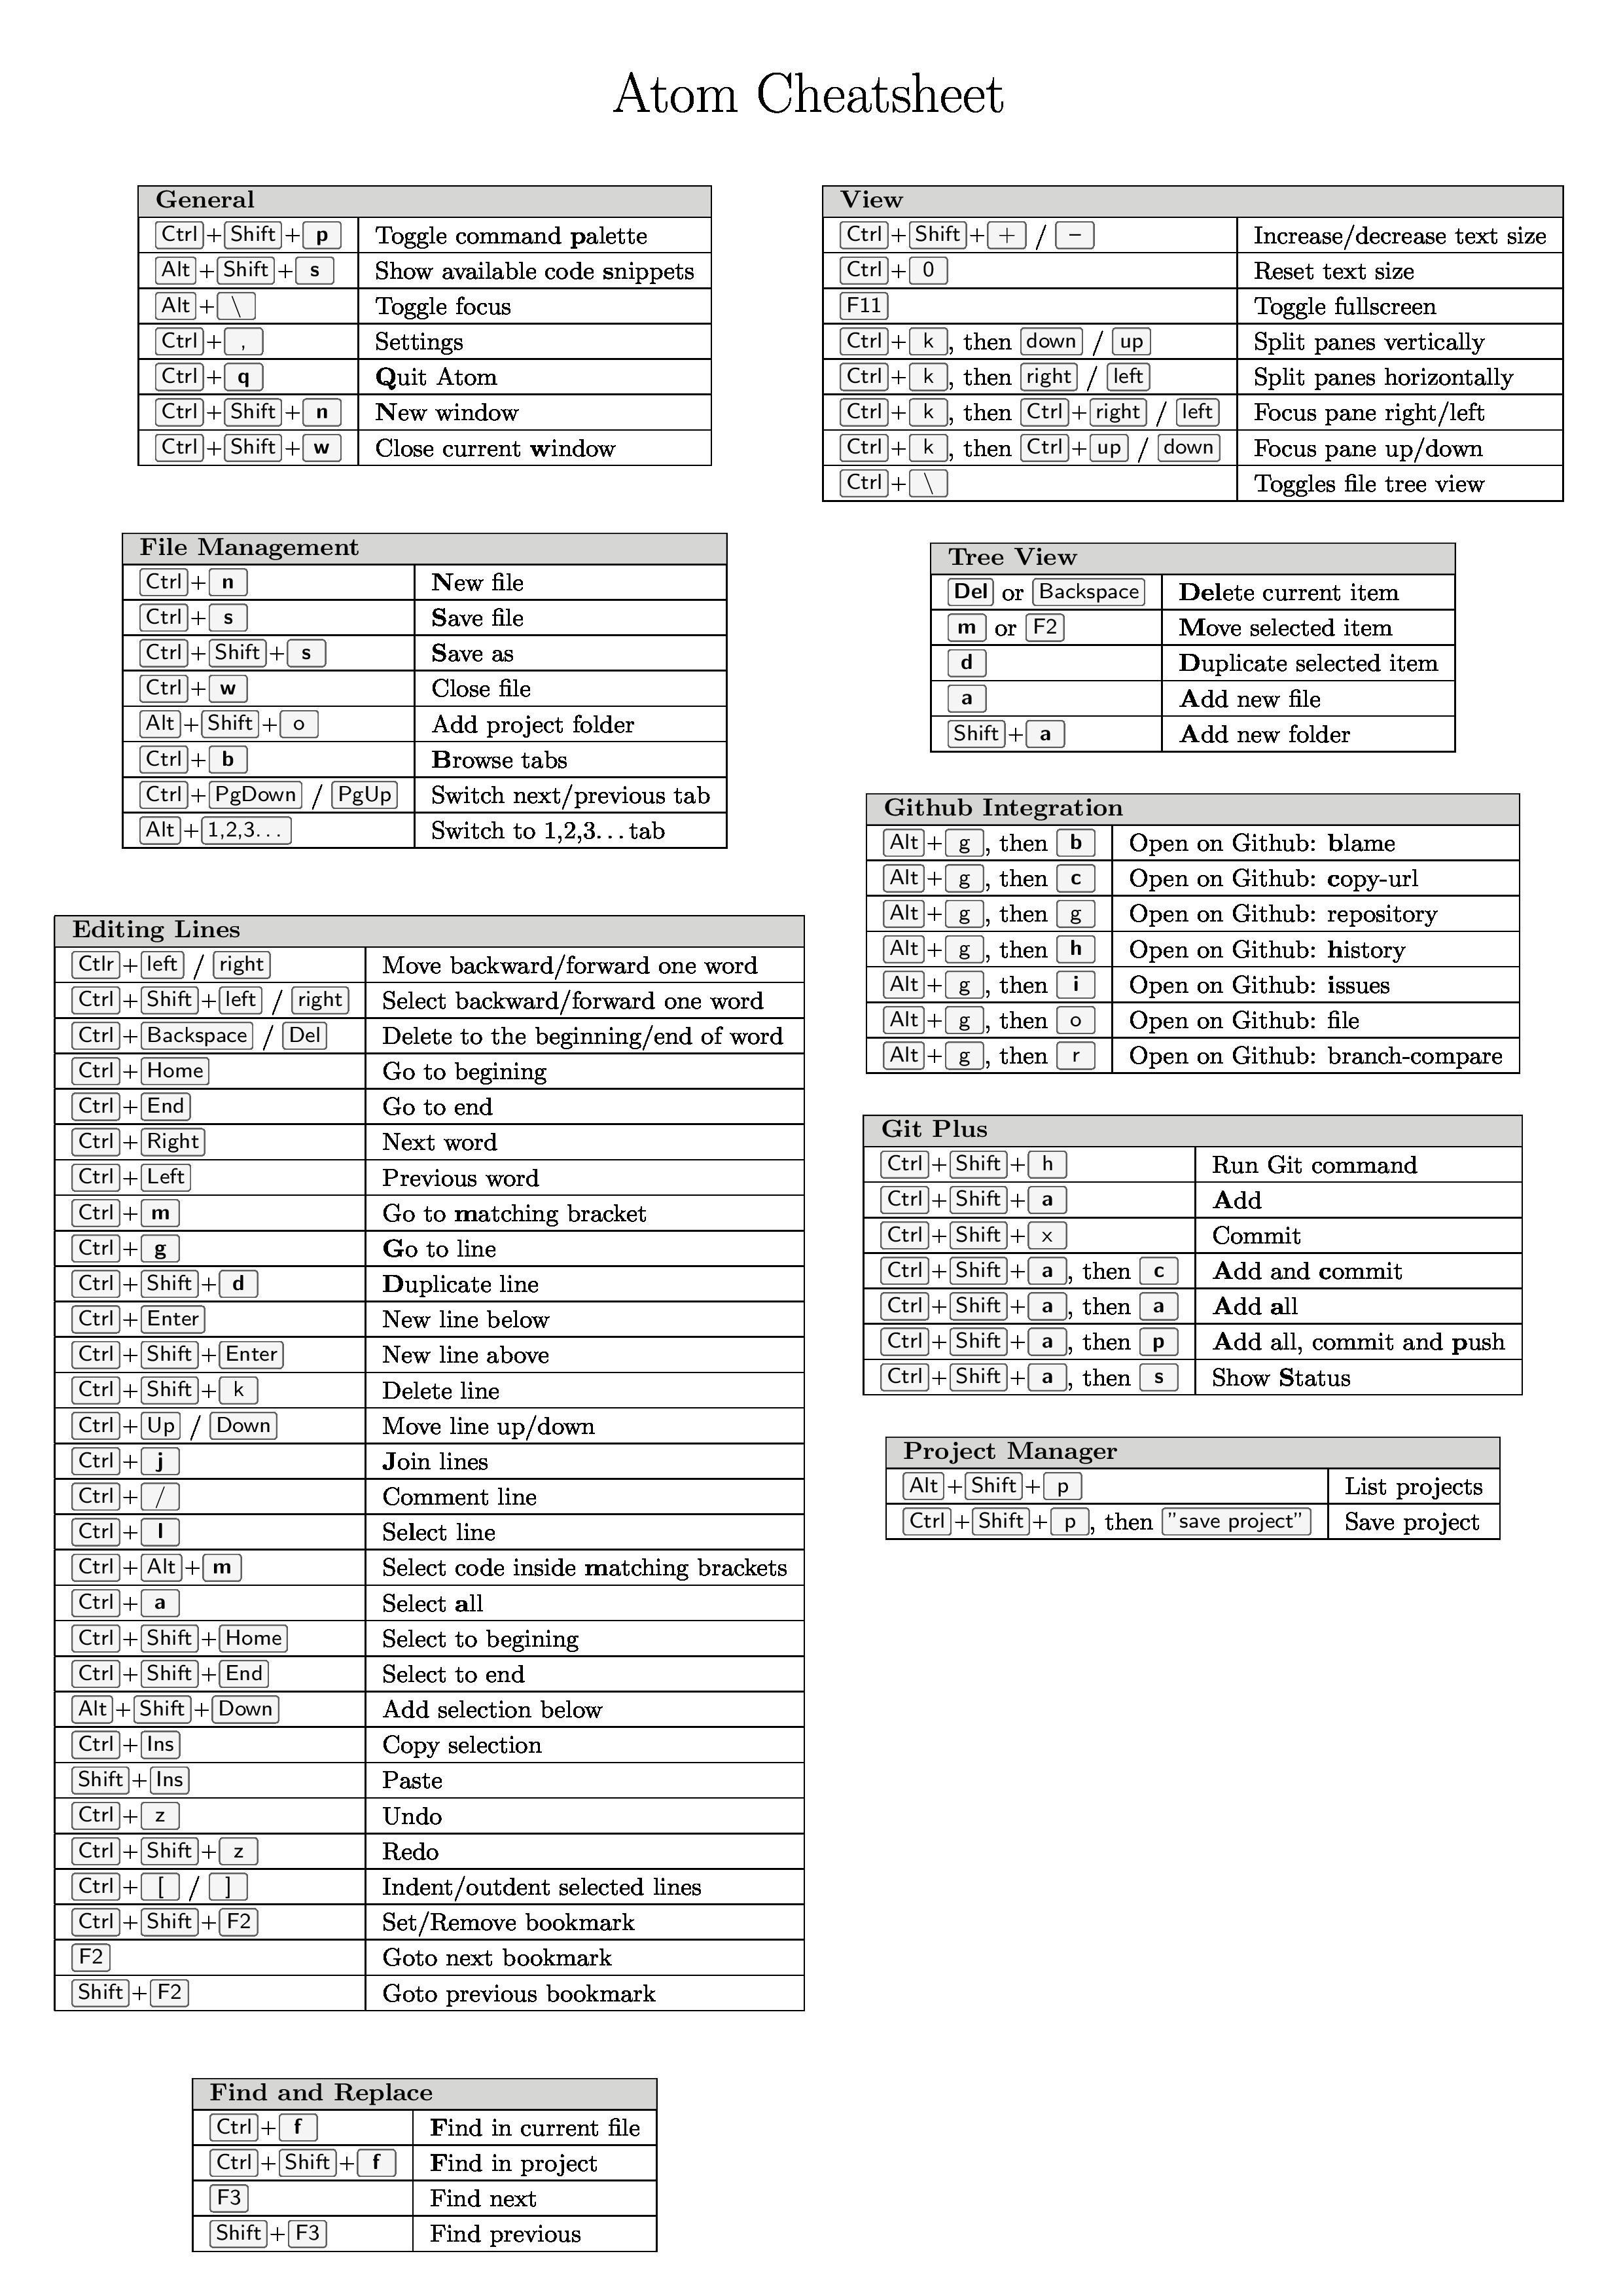 Atom Cheatsheet
General
Ctrl+Shift+p Toggle command palette
Alt+Shift+s Show available code snippets
Alt+\ Toggle focus
Ctrl+, Settings
Ctrl+q Quit Atom
Ctrl+Shift+n New window
Ctrl+Shift+w Close current window
File Management
Ctrl+n New file
Ctrl+s Save file
Ctrl+Shift+s Save as
Ctrl+w Close file
Alt+Shift+o Add project folder
Ctrl+b Browse tabs
Ctrl+PgDown / PgUp Switch next/previous tab
Alt+1,2,3... Switch to 1,2,3...tab
Editing Lines
Ctlr+left / right Move backward/forward one word
Ctrl+Shift+left / right Select backward/forward one word
Ctrl+Backspace / Del Delete to the beginning/end of word
Ctrl+Home Go to begining
Ctrl+End Go to end
Ctrl+Right Next word
Ctrl+Left Previous word
Ctrl+m Go to matching bracket
Ctrl+g Go to line
Ctrl+Shift+d Duplicate line
Ctrl+Enter New line below
Ctrl+Shift+Enter New line above
Ctrl+Shift+k Delete line
Ctrl+Up / Down Move line up/down
Ctrl+j Join lines
Ctrl+/ Comment line
Ctrl+l Select line
Ctrl+Alt+m Select code inside matching brackets
Ctrl+a Select all
Ctrl+Shift+Home Select to begining
Ctrl+Shift+End Select to end
Alt+Shift+Down Add selection below
Ctrl+Ins Copy selection
Shift+Ins Paste
Ctrl+z Undo
Ctrl+Shift+z Redo
Ctrl+[ / ] Indent/outdent selected lines
Ctrl+Shift+F2 Set/Remove bookmark
F2 Goto next bookmark
Shift+F2 Goto previous bookmark
Find and Replace
Ctrl+f Find in current file
Ctrl+Shift+f Find in project
F3 Find next
Shift+F3 Find previous
View
Ctrl+Shift++ / − Increase/decrease text size
Ctrl+0 Reset text size
F11 Toggle fullscreen
Ctrl+k, then down / up Split panes vertically
Ctrl+k, then right / left Split panes horizontally
Ctrl+k, then Ctrl+right / left Focus pane right/left
Ctrl+k, then Ctrl+up / down Focus pane up/down
Ctrl+\ Toggles file tree view
Tree View
Del or Backspace Delete current item
m or F2 Move selected item
d Duplicate selected item
a Add new file
Shift+a Add new folder
Github Integration
Alt+g, then b Open on Github: blame
Alt+g, then c Open on Github: copy-url
Alt+g, then g Open on Github: repository
Alt+g, then h Open on Github: history
Alt+g, then i Open on Github: issues
Alt+g, then o Open on Github: file
Alt+g, then r Open on Github: branch-compare
Git Plus
Ctrl+Shift+h Run Git command
Ctrl+Shift+a Add
Ctrl+Shift+x Commit
Ctrl+Shift+a, then c Add and commit
Ctrl+Shift+a, then a Add all
Ctrl+Shift+a, then p Add all, commit and push
Ctrl+Shift+a, then s Show Status
Project Manager
Alt+Shift+p List projects
Ctrl+Shift+p, then ”save project” Save project